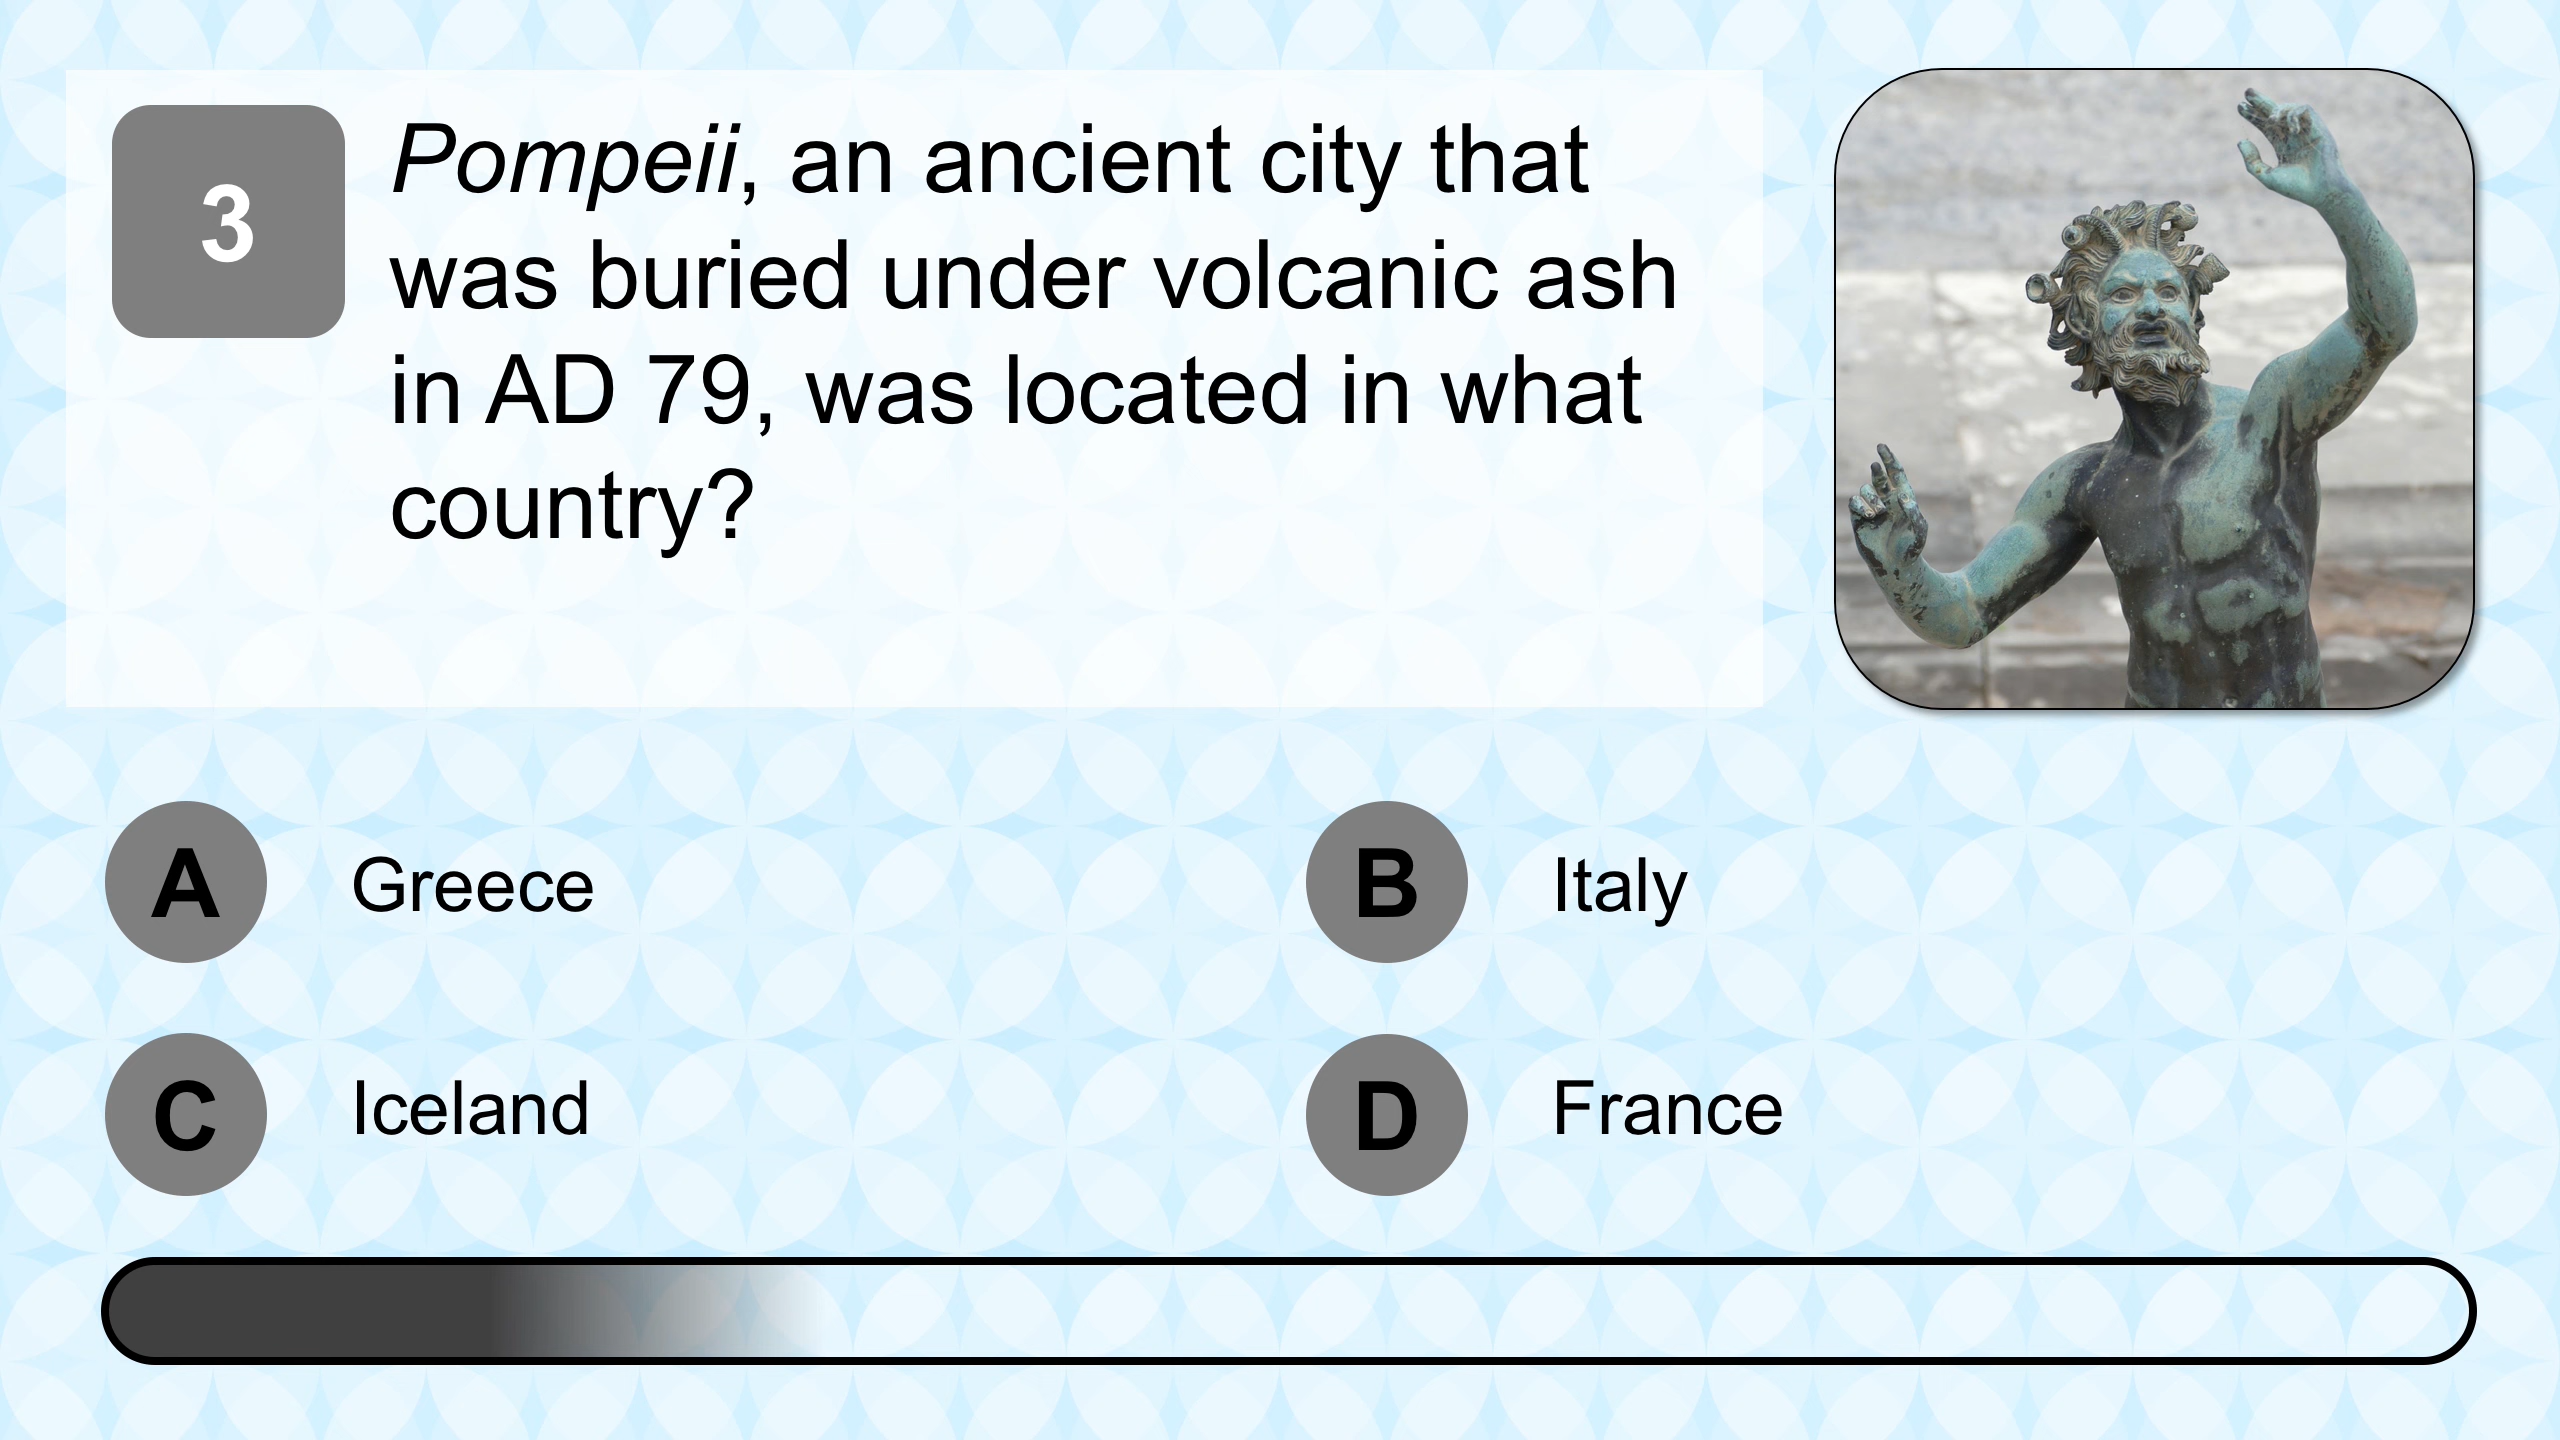 3
Pompeii, an ancient city that
was buried under volcanic ash
in AD 79, was located in what
country?
A Greece
B Italy
C Iceland
D France